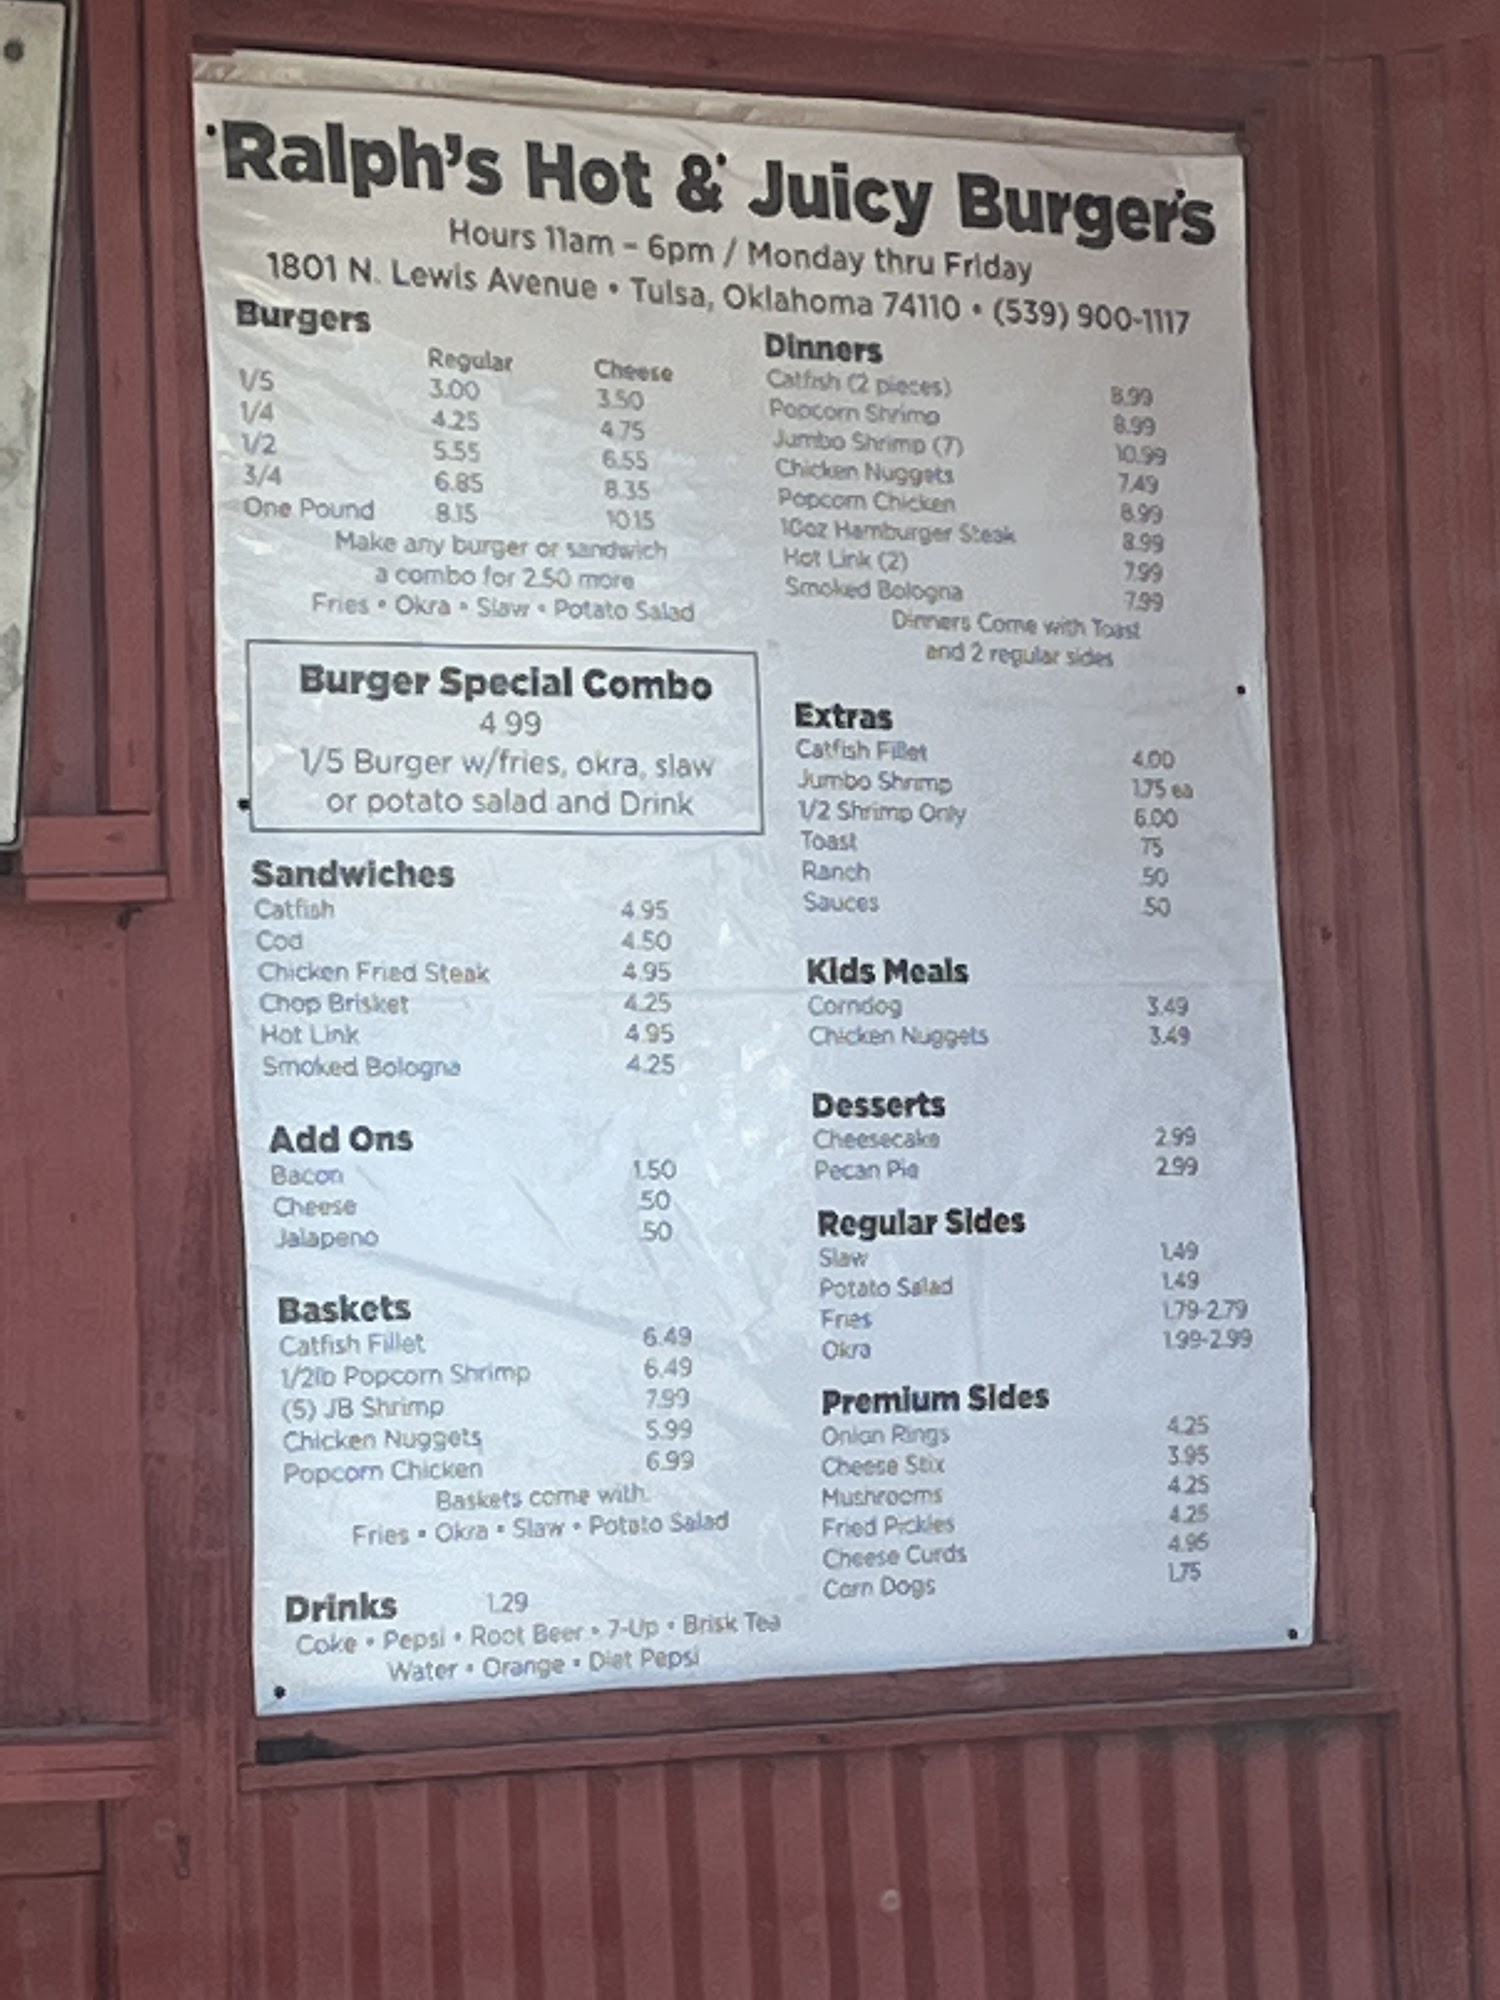 Ralph's Hot & Juicy Burger's
Hours 11am - 6pm / Monday thru Friday
1801 N. Lewis Avenue • Tulsa, Oklahoma 74110 • (539) 900-1117
Burgers
Regular Cheese
1/5 3.00 3.50
1/4 4.25 4.75
1/2 5.55 6.55
3/4 6.85 8.35
One Pound 8.15 10.15
Make any burger or sandwich
a combo for 2.50 more
Fries • Okra • Slaw • Potato Salad
Burger Special Combo
4.99
1/5 Burger w/fries, okra, slaw
or potato salad and Drink
Sandwiches
Catfish 4.95
Cod 4.50
Chicken Fried Steak 4.95
Chop Brisket 4.25
Hot Link 4.95
Smoked Bologna 4.25
Add Ons
Bacon 1.50
Cheese .50
Jalapeno .50
Baskets
Catfish Fillet 6.49
1/2lb Popcorn Shrimp 6.49
(5) JB Shrimp 7.99
Chicken Nuggets 5.99
Popcorn Chicken 6.99
Baskets come with
Fries • Okra • Slaw • Potato Salad
Drinks 1.29
Coke • Pepsi • Root Beer • 7-Up • Brisk Tea
Water • Orange • Diet Pepsi
Dinners
Catfish (2 pieces) 8.99
Popcorn Shrimp 8.99
Jumbo Shrimp (7) 10.99
Chicken Nuggets 7.49
Popcorn Chicken 8.99
10oz Hamburger Steak 8.99
Hot Link (2) 7.99
Smoked Bologna 7.99
Dinners Come with Toast
and 2 regular sides
Extras
Catfish Fillet 4.00
Jumbo Shrimp 1.75 ea
1/2 Shrimp Only 6.00
Toast .75
Ranch .50
Sauces .50
Kids Meals
Corndog 3.49
Chicken Nuggets 3.49
Desserts
Cheesecake 2.99
Pecan Pie 2.99
Regular Sides
Slaw 1.49
Potato Salad 1.49
Fries 1.79-2.79
Okra 1.99-2.99
Premium Sides
Onion Rings 4.25
Cheese Stix 3.95
Mushrooms 4.25
Fried Pickles 4.25
Cheese Curds 4.95
Corn Dogs 1.75